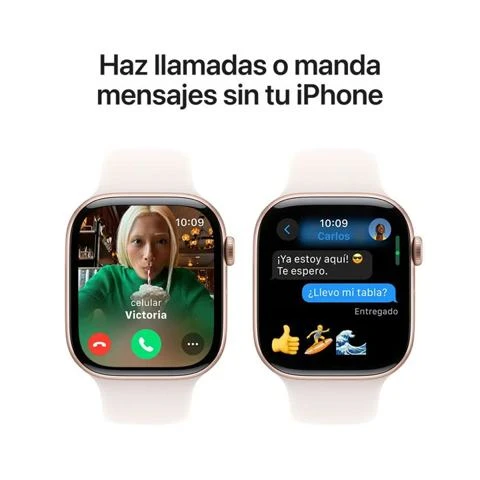 Haz llamadas o manda
mensajes sin tu iPhone
10:09
celular
Victoria
10:09
Carlos
¡Ya estoy aquí! 😎
Te espero.
¿Llevo mi tabla?
Entregado
👍🏄🌊